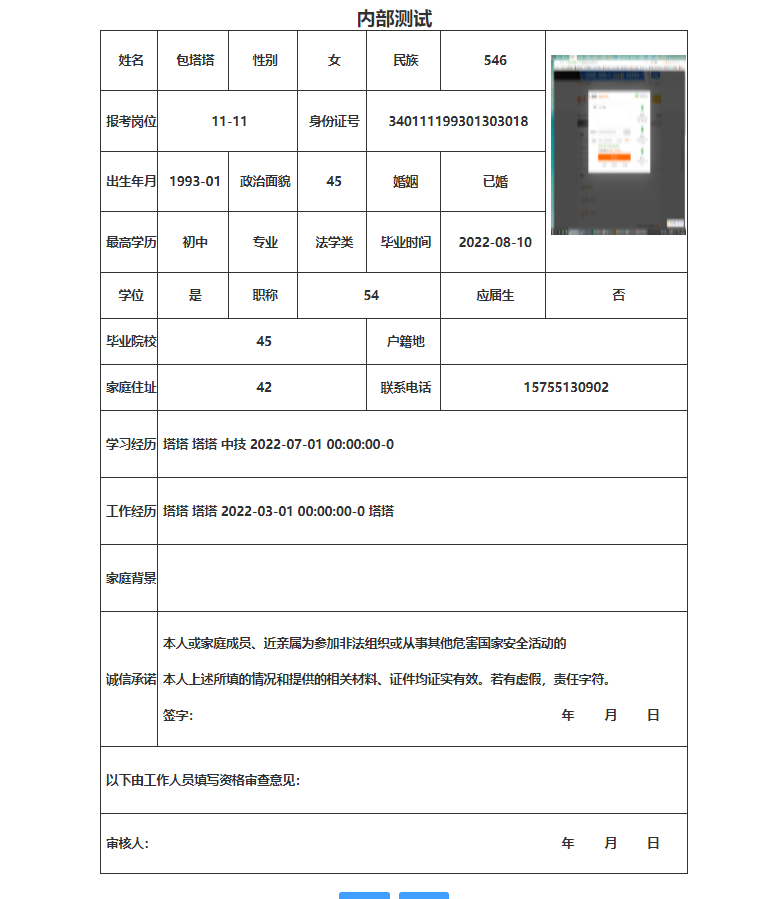 内部测试
姓名 包塔塔 性别 女 民族 546
报考岗位 11-11 身份证号 340111199301303018
出生年月 1993-01 政治面貌 45 婚姻 已婚
最高学历 初中 专业 法学类 毕业时间 2022-08-10
学位 是 职称 54 应届生 否
毕业院校 45 户籍地
家庭住址 42 联系电话 15755130902
学习经历 塔塔 塔塔 中技 2022-07-01 00:00:00-0
工作经历 塔塔 塔塔 2022-03-01 00:00:00-0 塔塔
家庭背景
本人或家庭成员、近亲属为参加非法组织或从事其他危害国家安全活动的
诚信承诺 本人上述所填的情况和提供的相关材料、证件均证实有效。若有虚假，责任字符。
签字： 年 月 日
以下由工作人员填写资格审查意见：
审核人： 年 月 日